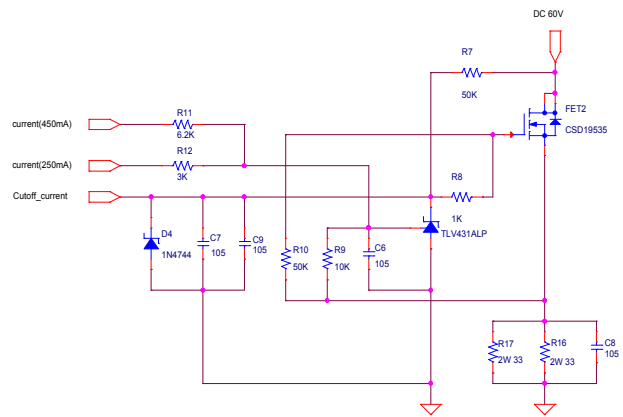 DC 60V
R7
50K
FET2
CSD19535
R11
6.2K
current(450mA)
R12
3K
current(250mA)
Cutoff_current
R8
1K
TLV431ALP
D4
1N4744
C7
105
C9
105
R10
50K
R9
10K
C6
105
R17
2W 33
R16
2W 33
C8
105